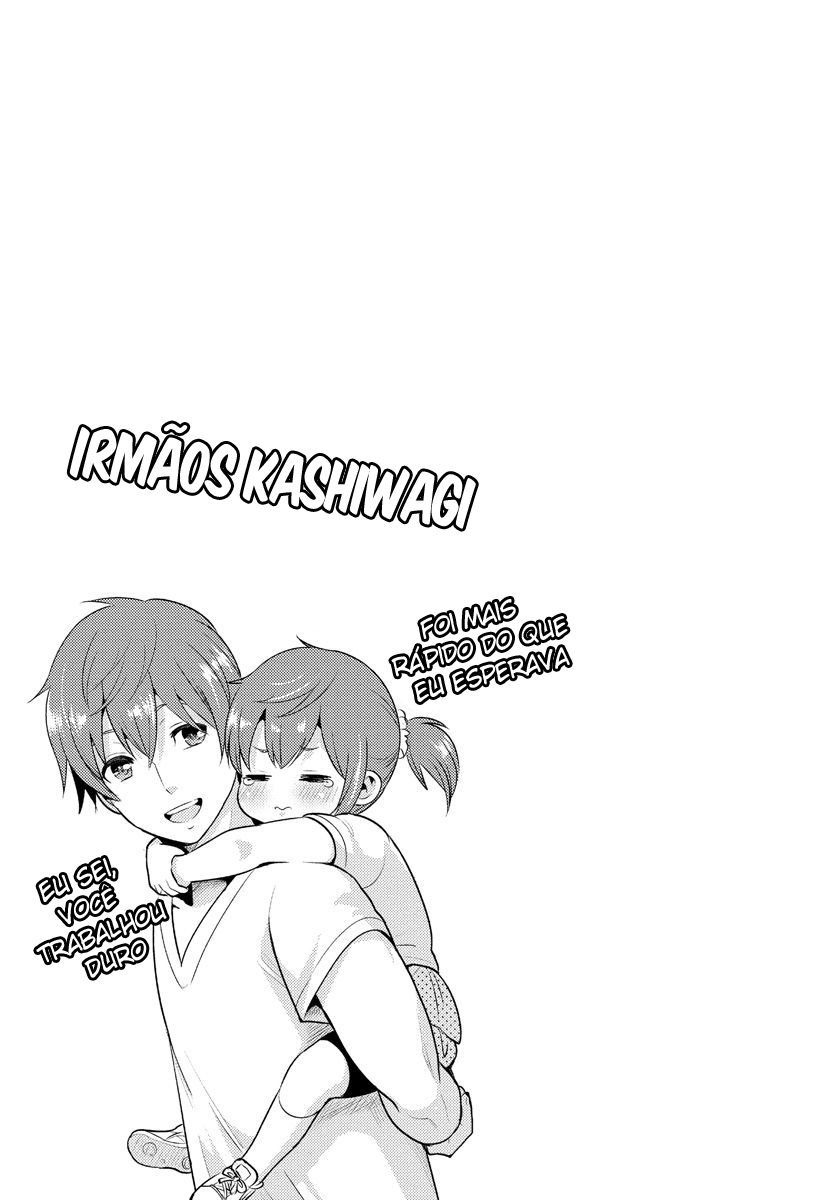 IRMÃOS KASHIWAGI
FOI MAIS
RÁPIDO DO QUE
EU ESPERAVA
EU SEI,
VOCÊ
TRABALHOU
DURO